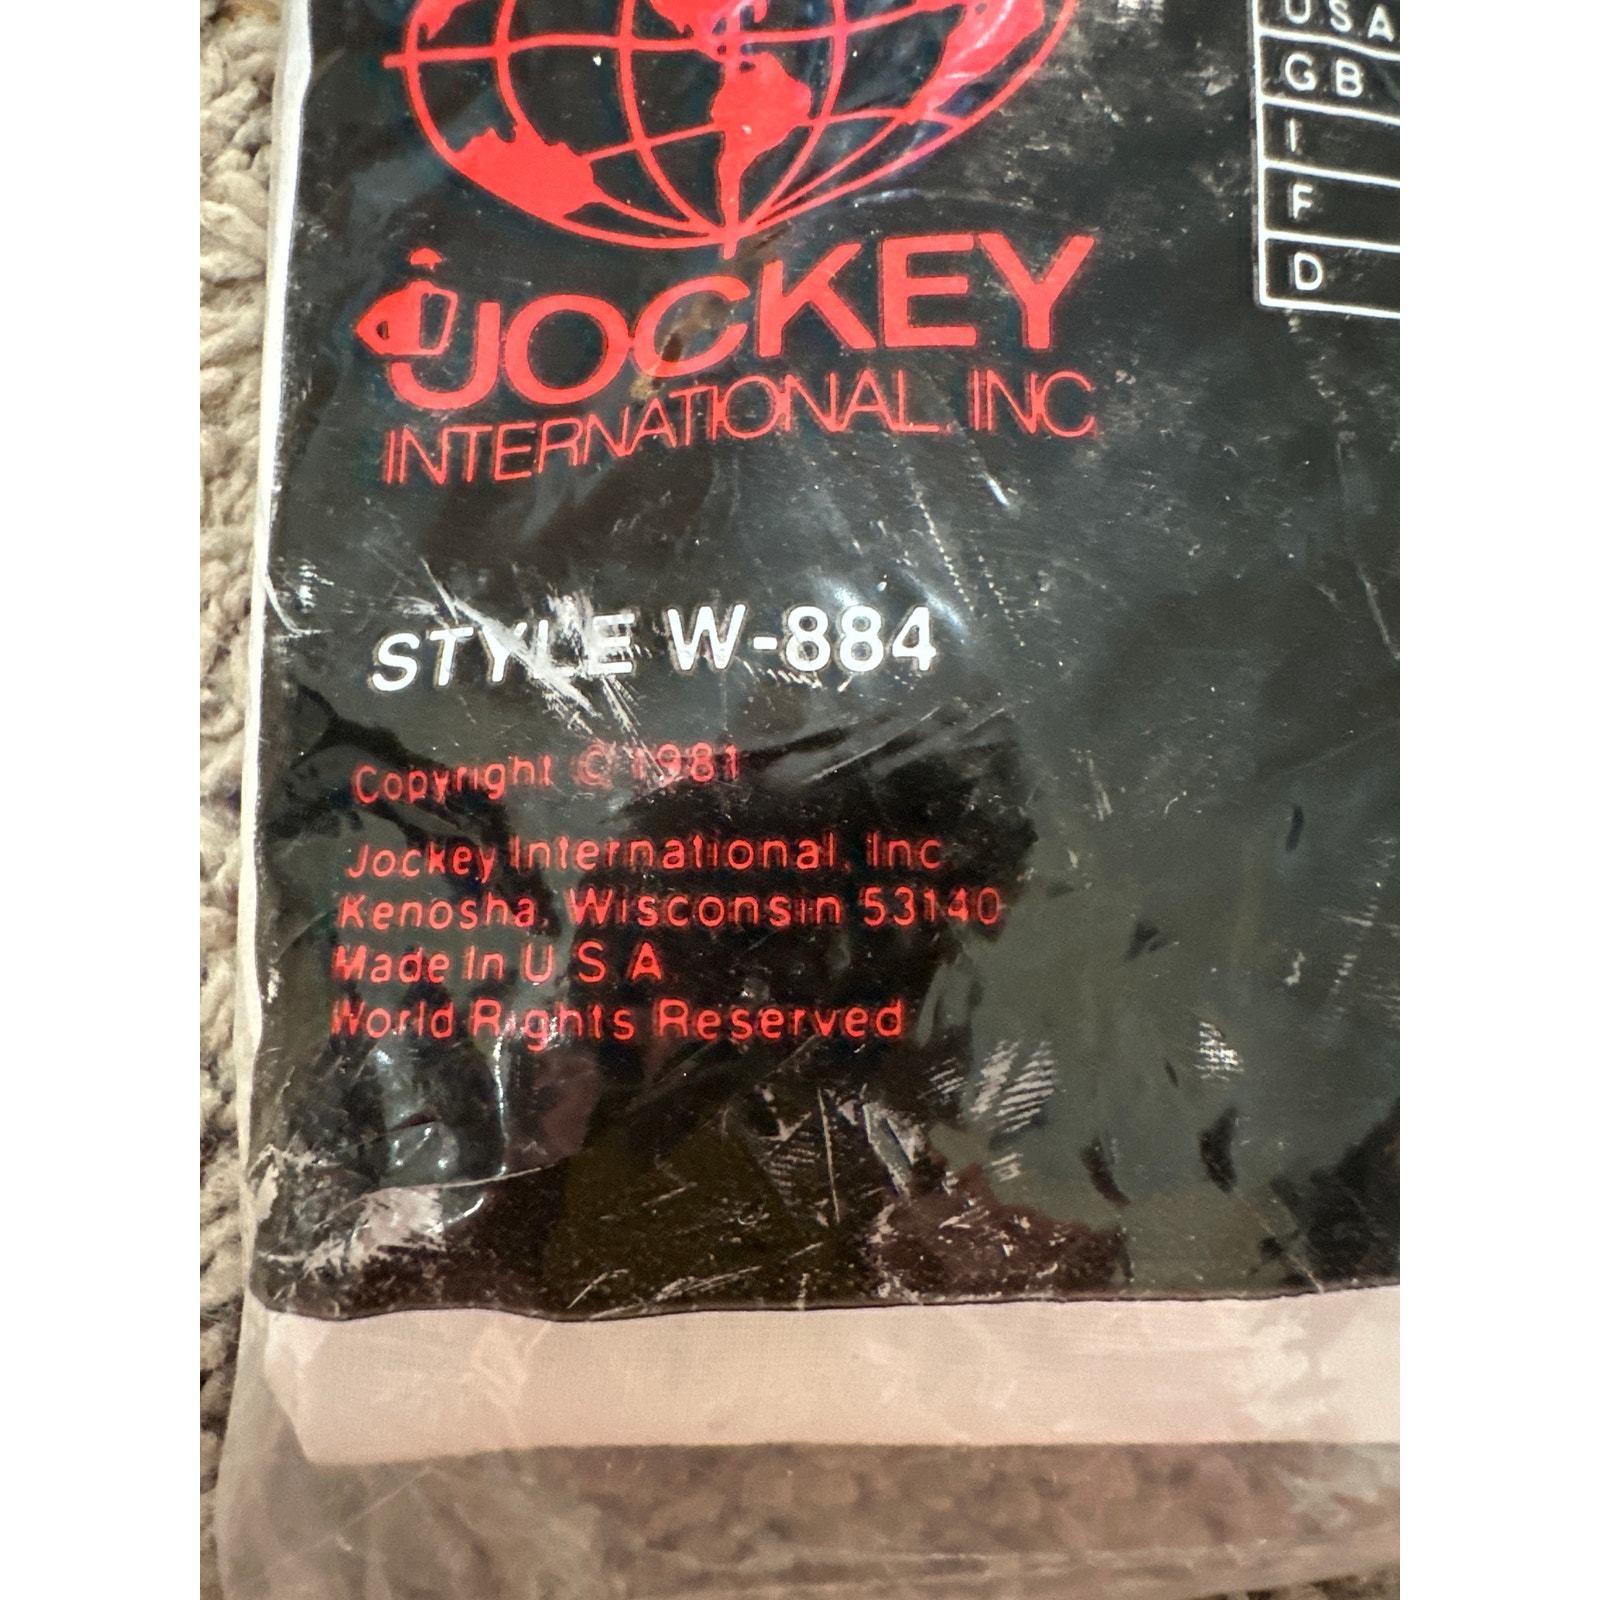 USA
GB
I
F
D
JOCKEY
INTERNATIONAL, INC
STYLE W-884
Copyright © 1981
Jockey International, Inc
Kenosha, Wisconsin 53140
Made In U S A
World Rights Reserved